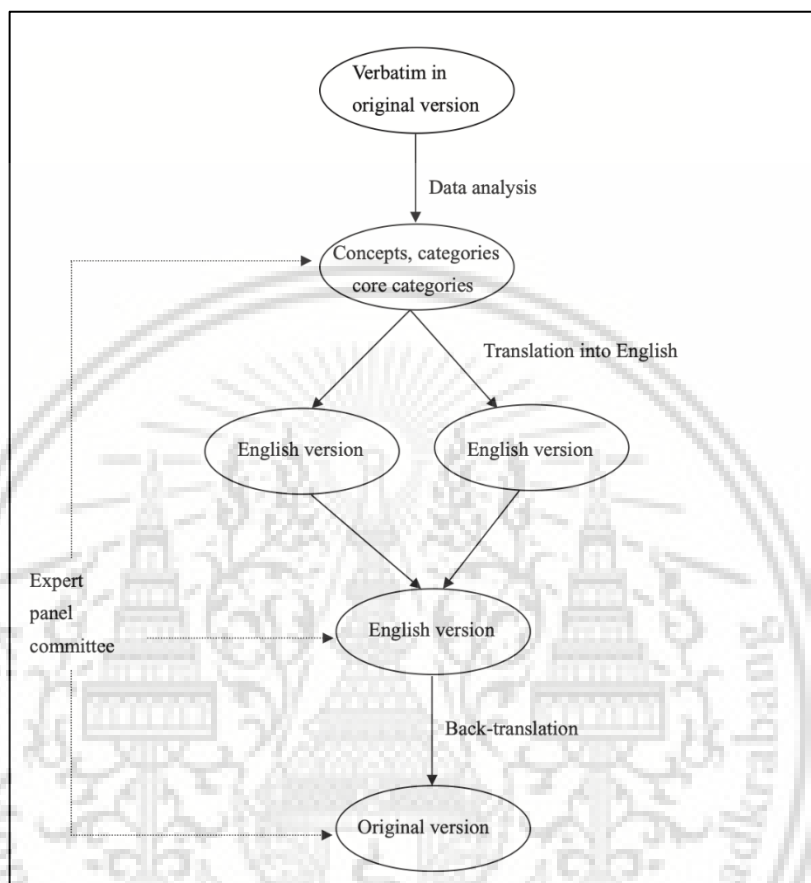 Verbatim in
original version
Data analysis
Concepts, categories
core categories
Translation into English
English version
English version
Expert
panel
committee
English version
Back-translation
Original version